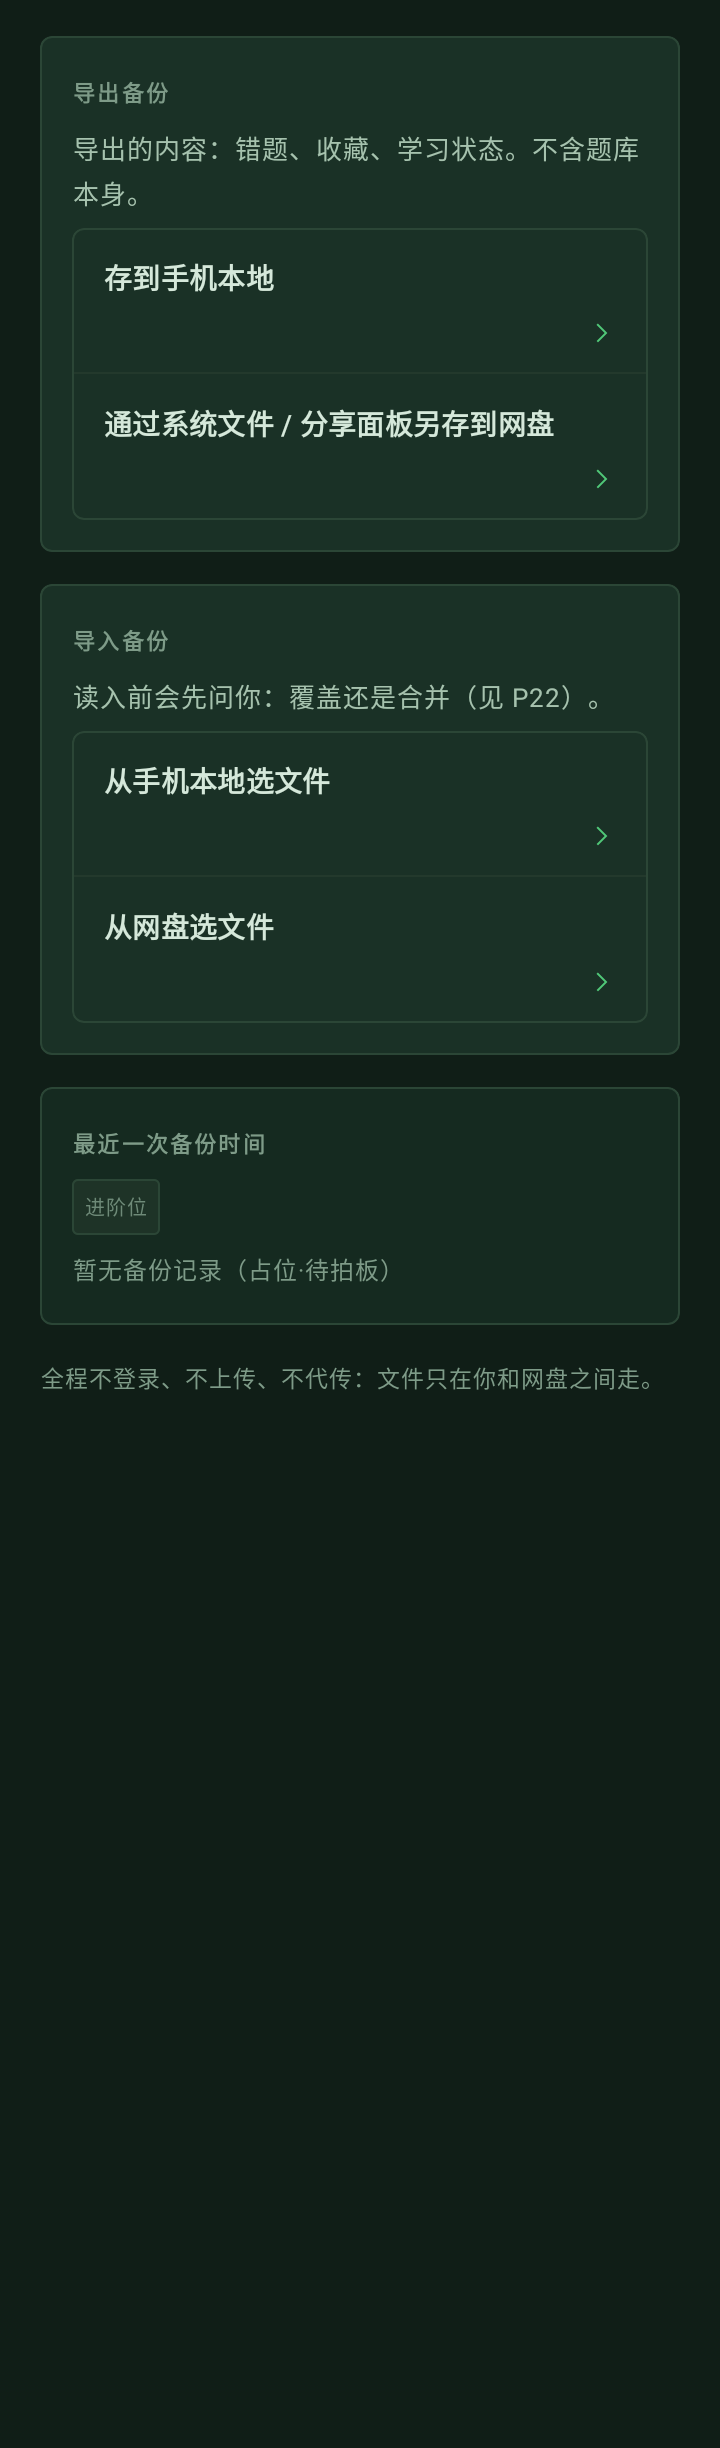 导出备份
导出的内容：错题、收藏、学习状态。不含题库
本身。
存到手机本地
通过系统文件 / 分享面板另存到网盘
导入备份
读入前会先问你：覆盖还是合并（见 P22）。
从手机本地选文件
从网盘选文件
最近一次备份时间
进阶位
暂无备份记录（占位·待拍板）
全程不登录、不上传、不代传：文件只在你和网盘之间走。